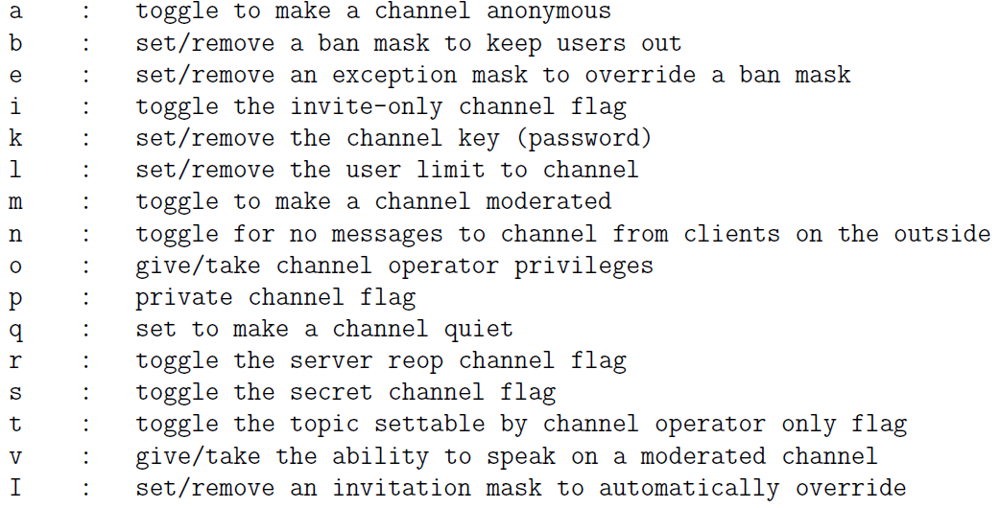 a : toggle to make a channel anonymous
b : set/remove a ban mask to keep users out
e : set/remove an exception mask to override a ban mask
i : toggle the invite-only channel flag
k : set/remove the channel key (password)
l : set/remove the user limit to channel
m : toggle to make a channel moderated
n : toggle for no messages to channel from clients on the outside
o : give/take channel operator privileges
p : private channel flag
q : set to make a channel quiet
r : toggle the server reop channel flag
s : toggle the secret channel flag
t : toggle the topic settable by channel operator only flag
v : give/take the ability to speak on a moderated channel
I : set/remove an invitation mask to automatically override